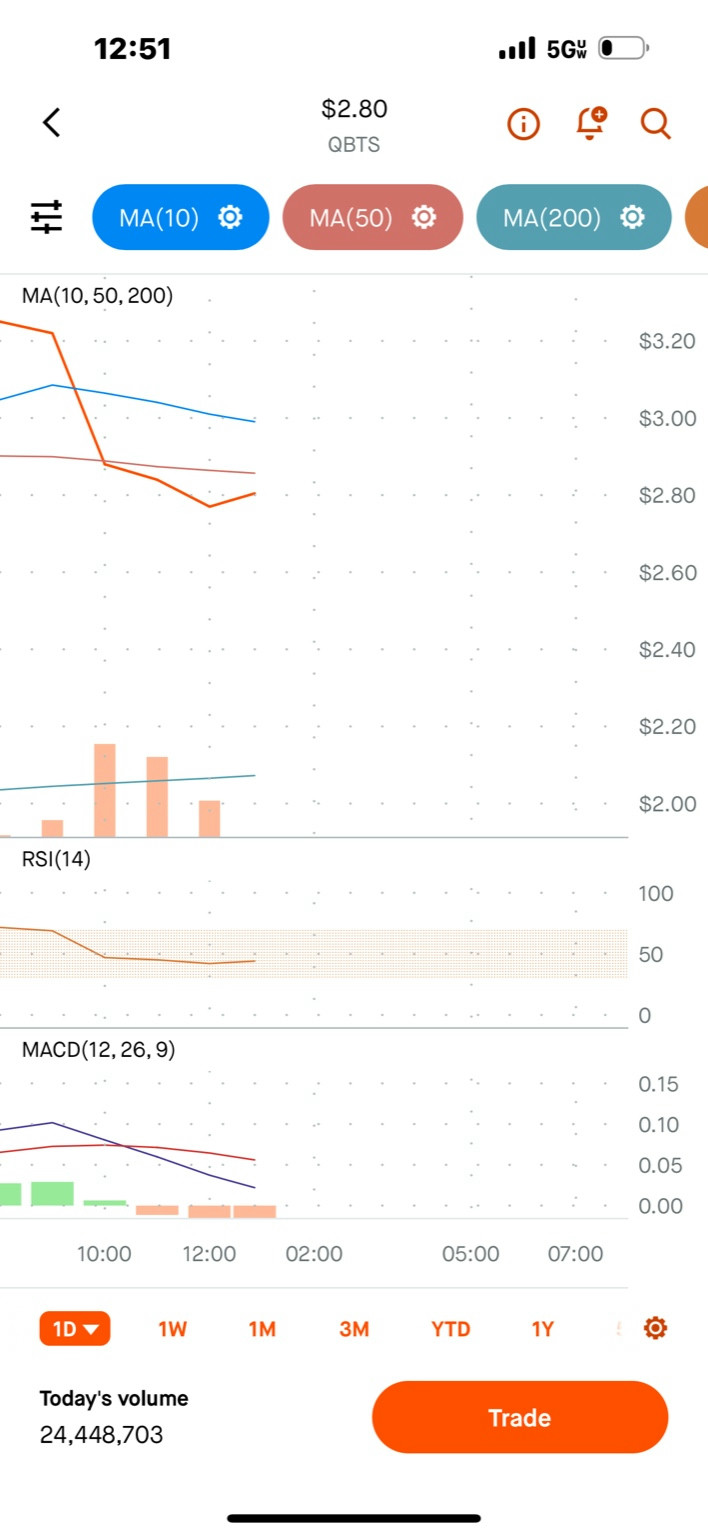 12:51
5GUW
$2.80
QBTS
MA(10)
MA(50)
MA(200)
MA(10, 50, 200)
$3.20
$3.00
$2.80
$2.60
$2.40
$2.20
$2.00
RSI(14)
100
50
0
MACD(12, 26, 9)
0.15
0.10
0.05
0.00
10:00 12:00 02:00 05:00 07:00
1D 1W 1M 3M YTD 1Y
Today's volume
24,448,703
Trade